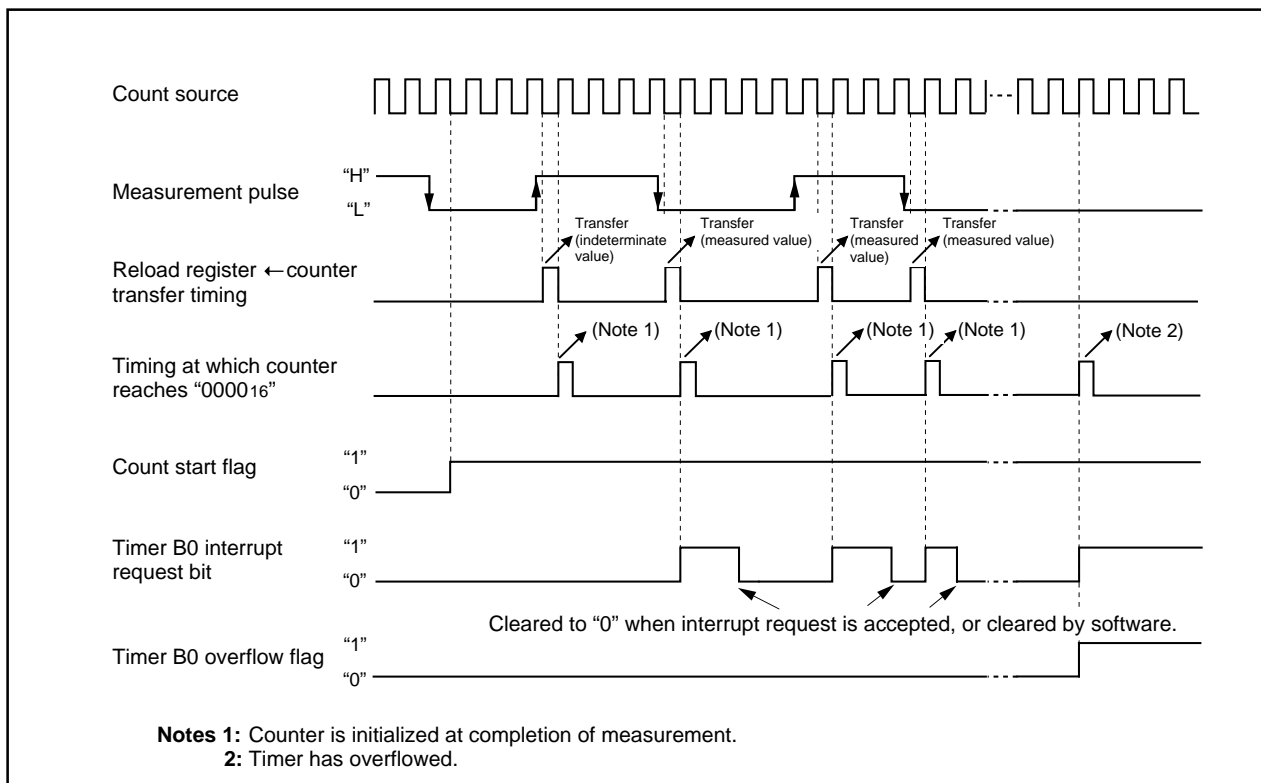 Count source
Measurement pulse
“H”
“L”
Transfer
(indeterminate
value)
Transfer
(measured value)
Transfer
(measured
value)
Transfer
(measured value)
Reload register ←counter
transfer timing
(Note 1)
(Note 1)
(Note 1)
(Note 1)
(Note 2)
Timing at which counter
reaches “000016”
Count start flag
“1”
“0”
Timer B0 interrupt
request bit
“1”
“0”
Cleared to “0” when interrupt request is accepted, or cleared by software.
Timer B0 overflow flag
“1”
“0”
Notes 1: Counter is initialized at completion of measurement.
2: Timer has overflowed.